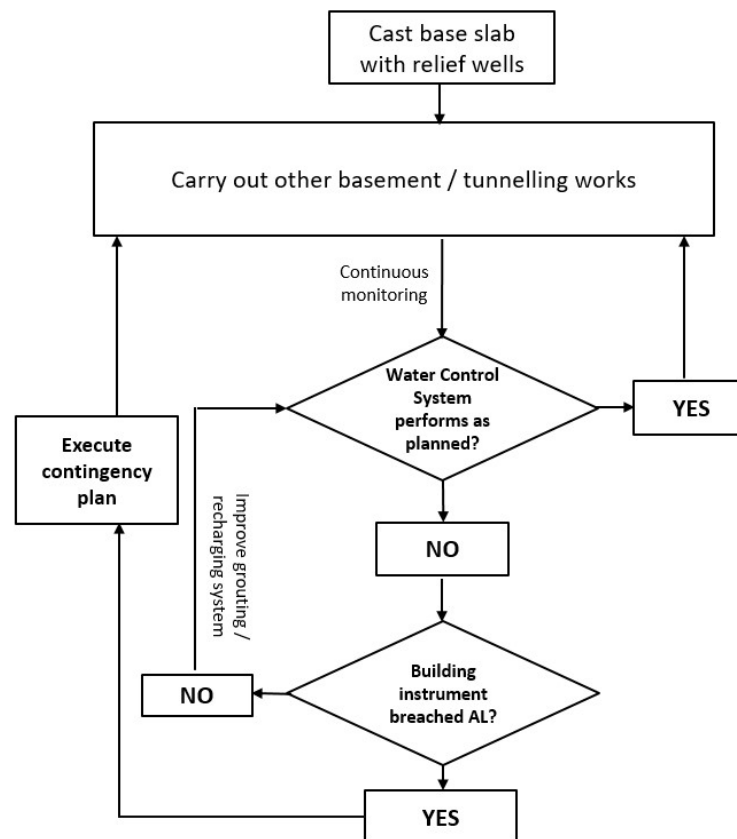 Cast base slab
with relief wells
Carry out other basement / tunnelling works
Continuous
monitoring
Water Control
System
performs as
planned?
YES
Execute
contingency
plan
Improve grouting /
recharging system
NO
Building
instrument
breached AL?
NO
YES